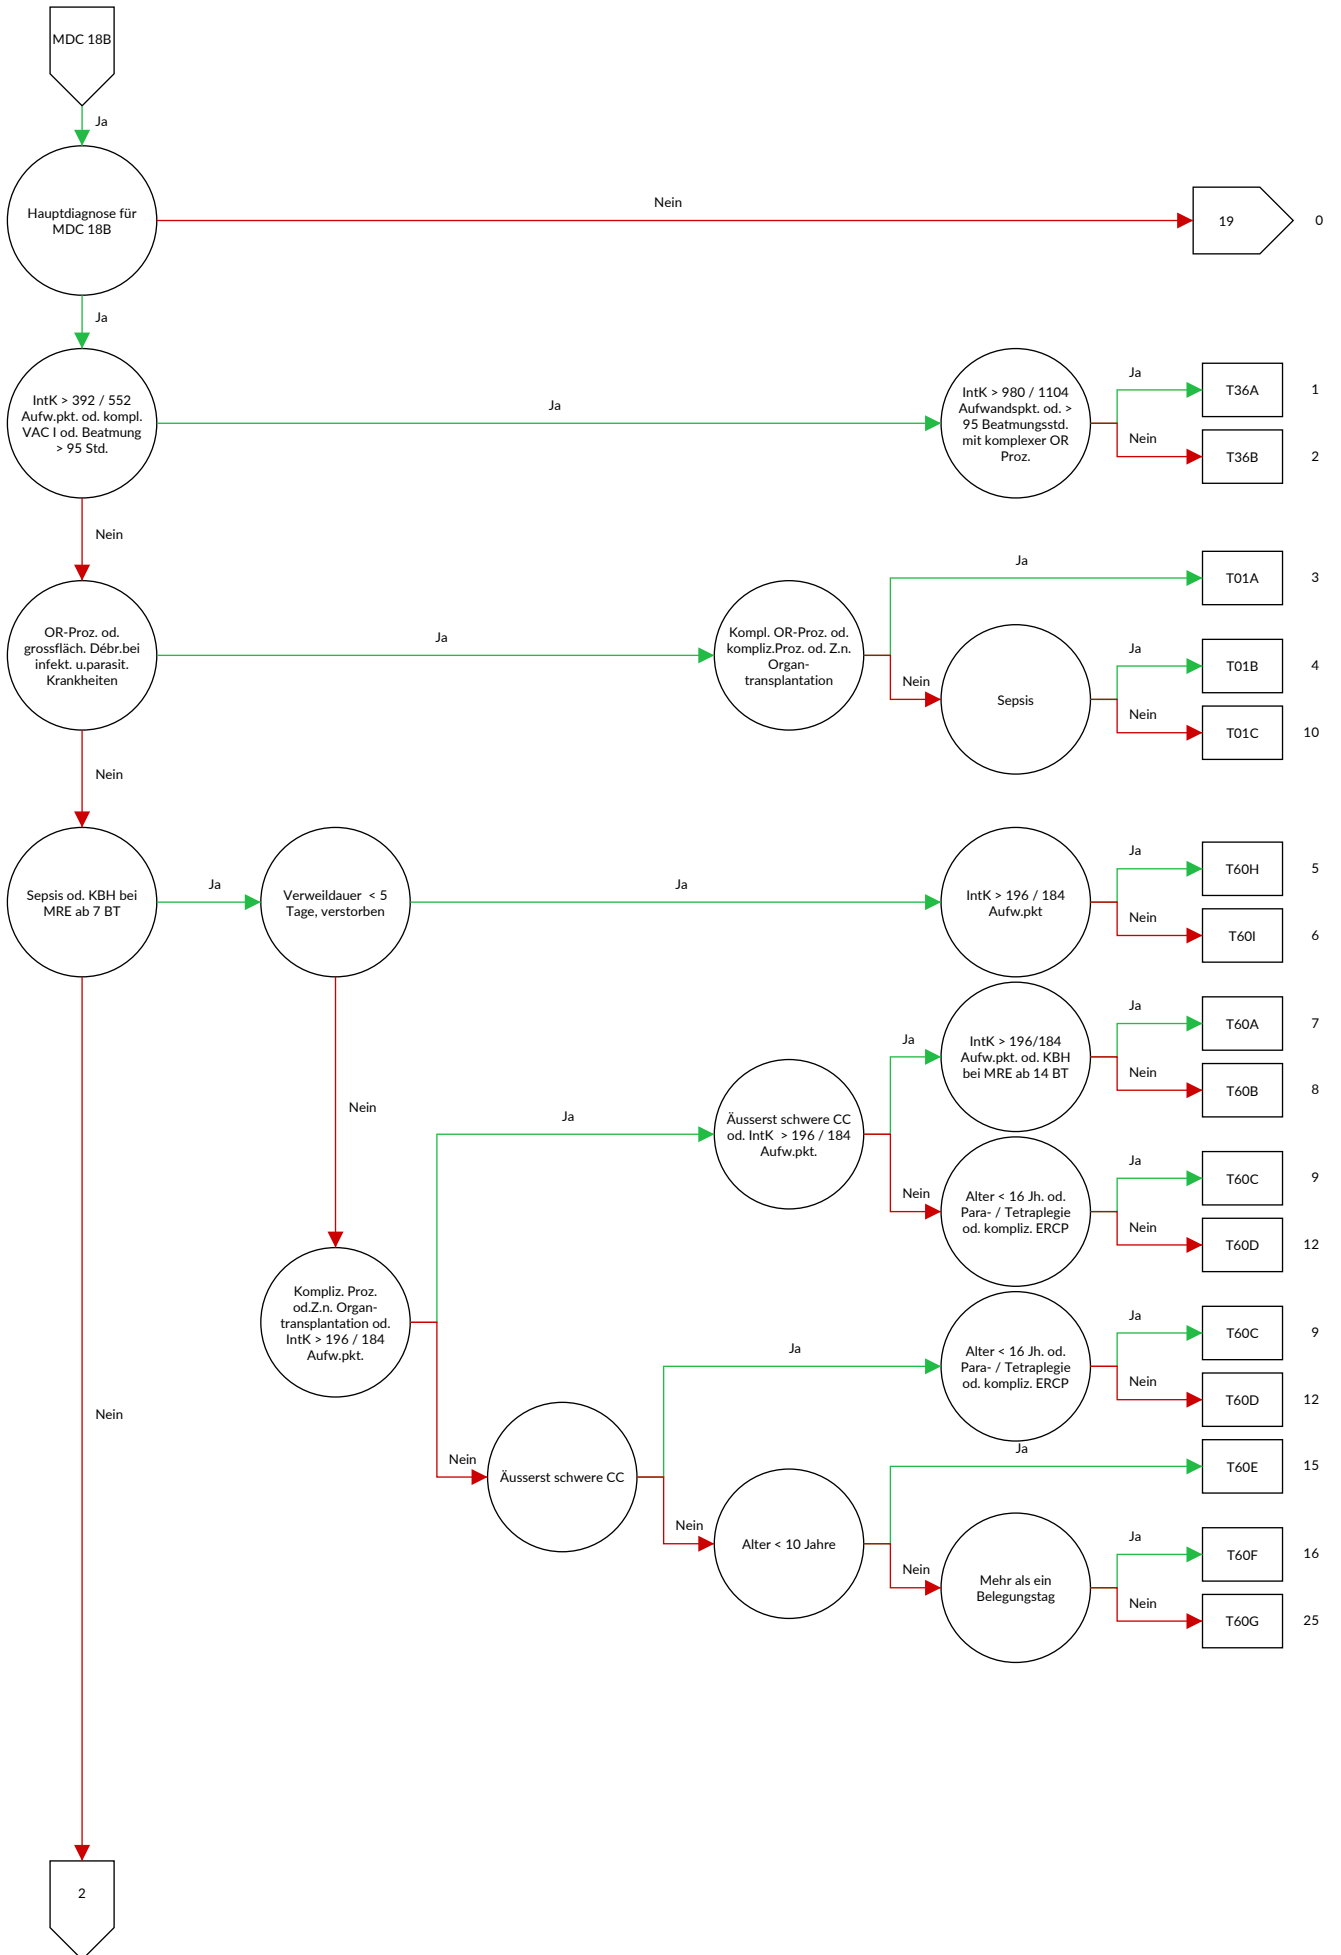 MDC 18B
Ja
Hauptdiagnose für
MDC 18B
Nein
19
0
Ja
IntK > 392 / 552
Aufw.pkt. od. kompl.
VAC I od. Beatmung
> 95 Std.
Ja
IntK > 980 / 1104
Aufwandspkt. od. >
95 Beatmungsstd.
mit komplexer OR
Proz.
Ja
T36A
1
Nein
T36B
2
Nein
OR-Proz. od.
grossfläch. Débr.bei
infekt. u.parasit.
Krankheiten
Ja
Kompl. OR-Proz. od.
kompliz.Proz. od. Z.n.
Organ-
transplantation
Ja
T01A
3
Nein
Sepsis
Ja
T01B
4
Nein
T01C
10
Nein
Sepsis od. KBH bei
MRE ab 7 BT
Ja
Verweildauer < 5
Tage, verstorben
Ja
IntK > 196 / 184
Aufw.pkt
Ja
T60H
5
Nein
T60I
6
Nein
Kompliz. Proz.
od.Z.n. Organ-
transplantation od.
IntK > 196 / 184
Aufw.pkt.
Ja
Äusserst schwere CC
od. IntK > 196 / 184
Aufw.pkt.
Ja
IntK > 196/184
Aufw.pkt. od. KBH
bei MRE ab 14 BT
Ja
T60A
7
Nein
T60B
8
Nein
Alter < 16 Jh. od.
Para- / Tetraplegie
od. kompliz. ERCP
Ja
T60C
9
Nein
T60D
12
Nein
Äusserst schwere CC
Ja
Alter < 16 Jh. od.
Para- / Tetraplegie
od. kompliz. ERCP
Ja
T60C
9
Nein
T60D
12
Nein
Alter < 10 Jahre
Ja
T60E
15
Nein
Mehr als ein
Belegungstag
Ja
T60F
16
Nein
T60G
25
Nein
2